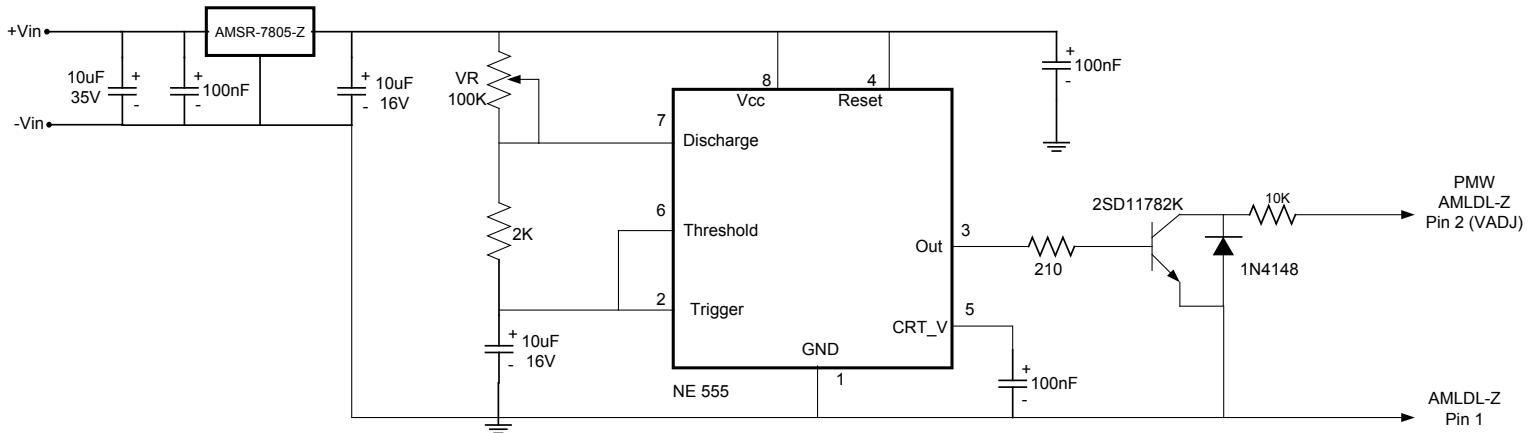 +Vin
AMSR-7805-Z
10uF
35V
+
-
+
-
100nF
+
-
10uF
16V
-Vin
VR
100K
2K
+
-
10uF
16V
8
Vcc
4
Reset
7
Discharge
6
Threshold
2
Trigger
Out
3
CRT_V
5
GND
1
NE 555
+
-
100nF
+
-
100nF
210
2SD11782K
10K
1N4148
PMW
AMLDL-Z
Pin 2 (VADJ)
AMLDL-Z
Pin 1